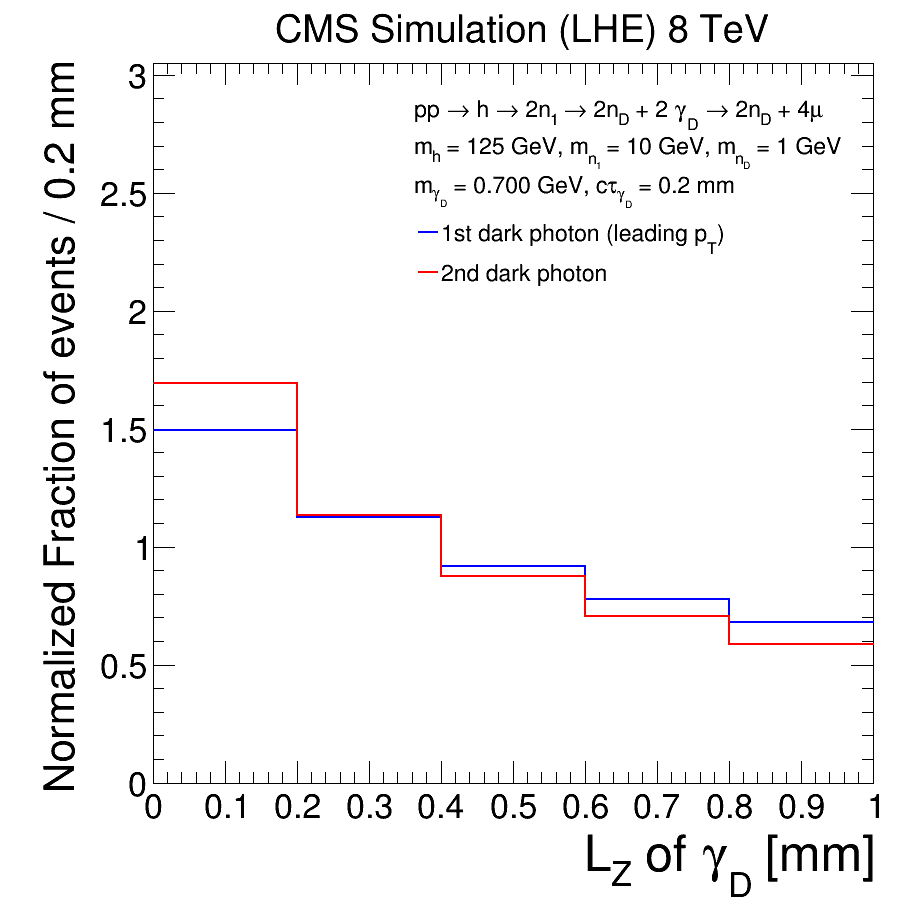 CMS Simulation (LHE) 8 TeV
Normalized Fraction of events / 0.2 mm
pp → h → 2n1 → 2nD + 2 γD → 2nD + 4μ
mh = 125 GeV, mn1 = 10 GeV, mnD = 1 GeV
mγD = 0.700 GeV, cτγD = 0.2 mm
1st dark photon (leading pT)
2nd dark photon
3
2.5
2
1.5
1
0.5
0
0 0.1 0.2 0.3 0.4 0.5 0.6 0.7 0.8 0.9 1
LZ of γD [mm]